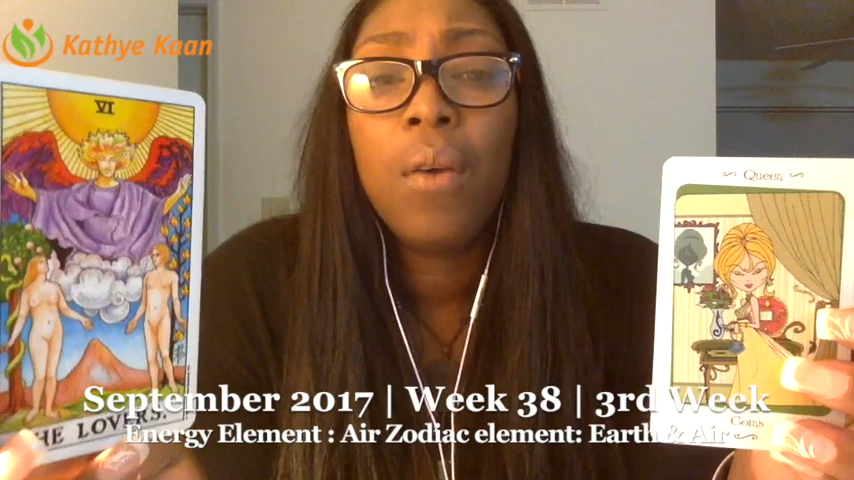 Kathye Kaan
VI
THE LOVERS.
Queen
Coins
September 2017 | Week 38 | 3rd Week
Energy Element : Air Zodiac element: Earth & Air